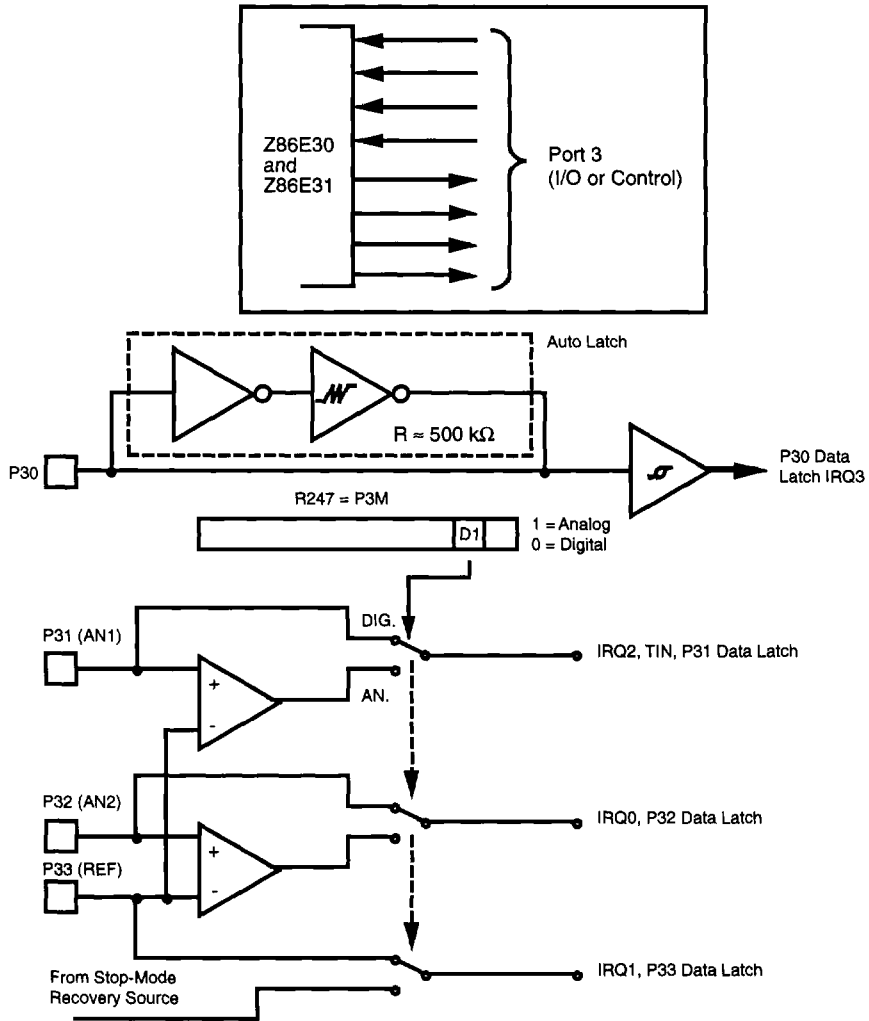 Z86E30
and
Z86E31
Port 3
(I/O or Control)
Auto Latch
R ≈ 500 kΩ
P30
P30 Data
Latch IRQ3
R247 = P3M
D1
1 = Analog
0 = Digital
DIG.
P31 (AN1)
IRQ2, TIN, P31 Data Latch
+
AN.
-
P32 (AN2)
IRQ0, P32 Data Latch
+
P33 (REF)
-
From Stop-Mode
Recovery Source
IRQ1, P33 Data Latch